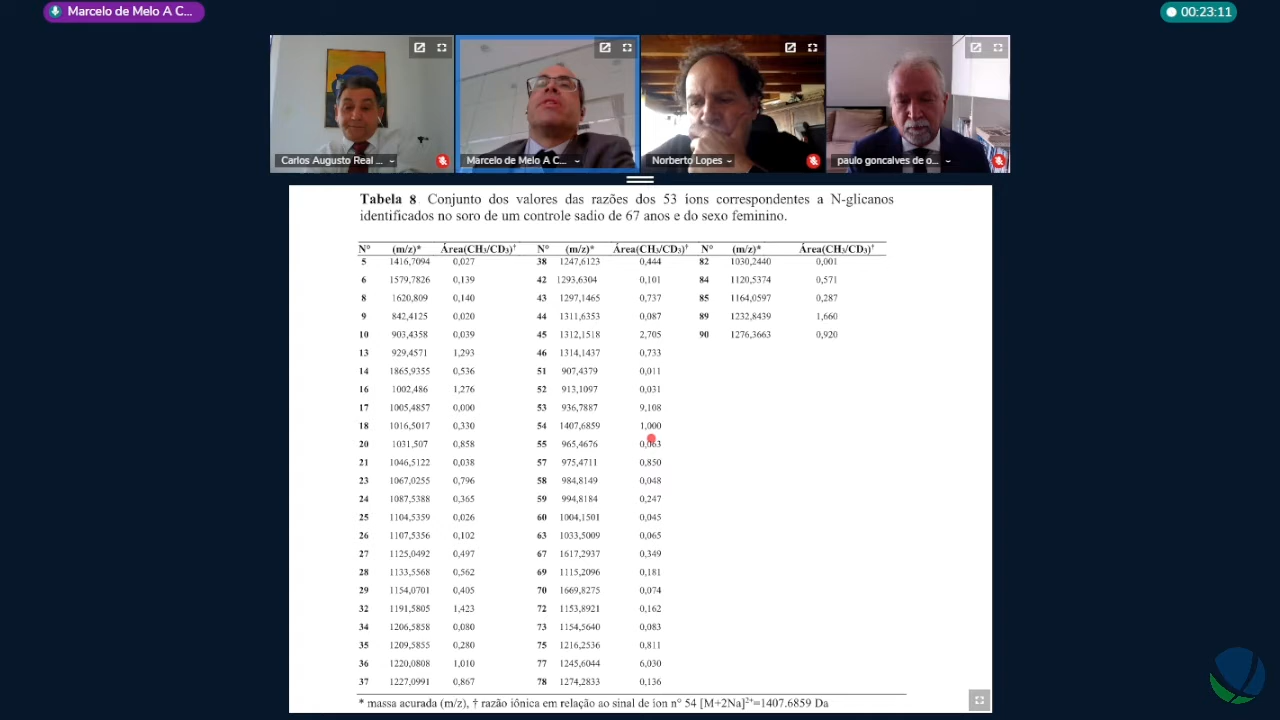 Marcelo de Melo A C...
00:23:11
Carlos Augusto Real ...
Marcelo de Melo A C...
Norberto Lopes
paulo goncalves de o...
Tabela 8 Conjunto dos valores das razões dos 53 íons correspondentes a N-glicanos
identificados no soro de um controle sadio de 67 anos e do sexo feminino.
N° (m/z)* Área(CH₃/CD₃)† N° (m/z)* Área(CH₃/CD₃)† N° (m/z)* Área(CH₃/CD₃)†
5 1416,7094 0,027 38 1247,6123 0,444 82 1030,2440 0,001
6 1579,7826 0,139 42 1293,6304 0,101 84 1120,5374 0,571
8 1620,809 0,140 43 1297,1465 0,737 85 1164,0597 0,287
9 842,4125 0,020 44 1311,6353 0,087 89 1232,8439 1,660
10 903,4358 0,039 45 1312,1518 2,705 90 1276,3663 0,920
13 929,4571 1,293 46 1314,1437 0,733
14 1865,9355 0,536 51 907,4379 0,011
16 1002,486 1,276 52 913,1097 0,031
17 1005,4857 0,000 53 936,7887 9,108
18 1016,5017 0,330 54 1407,6859 1,000
20 1031,507 0,858 55 965,4676 0,063
21 1046,5122 0,038 57 975,4711 0,850
23 1067,0255 0,796 58 984,8149 0,048
24 1087,5388 0,365 59 994,8184 0,247
25 1104,5359 0,026 60 1004,1501 0,045
26 1107,5356 0,102 63 1033,5009 0,065
27 1125,0492 0,497 67 1617,2937 0,349
28 1133,5568 0,562 69 1115,2096 0,181
29 1154,0701 0,405 70 1669,8275 0,074
32 1191,5805 1,423 72 1153,8921 0,162
34 1206,5858 0,080 73 1154,5640 0,083
35 1209,5855 0,280 75 1216,2536 0,811
36 1220,0808 1,010 77 1245,6044 6,030
37 1227,0991 0,867 78 1274,2833 0,136
* massa acurada (m/z), † razão iônica em relação ao sinal de íon n° 54 [M+2Na]²⁺=1407.6859 Da